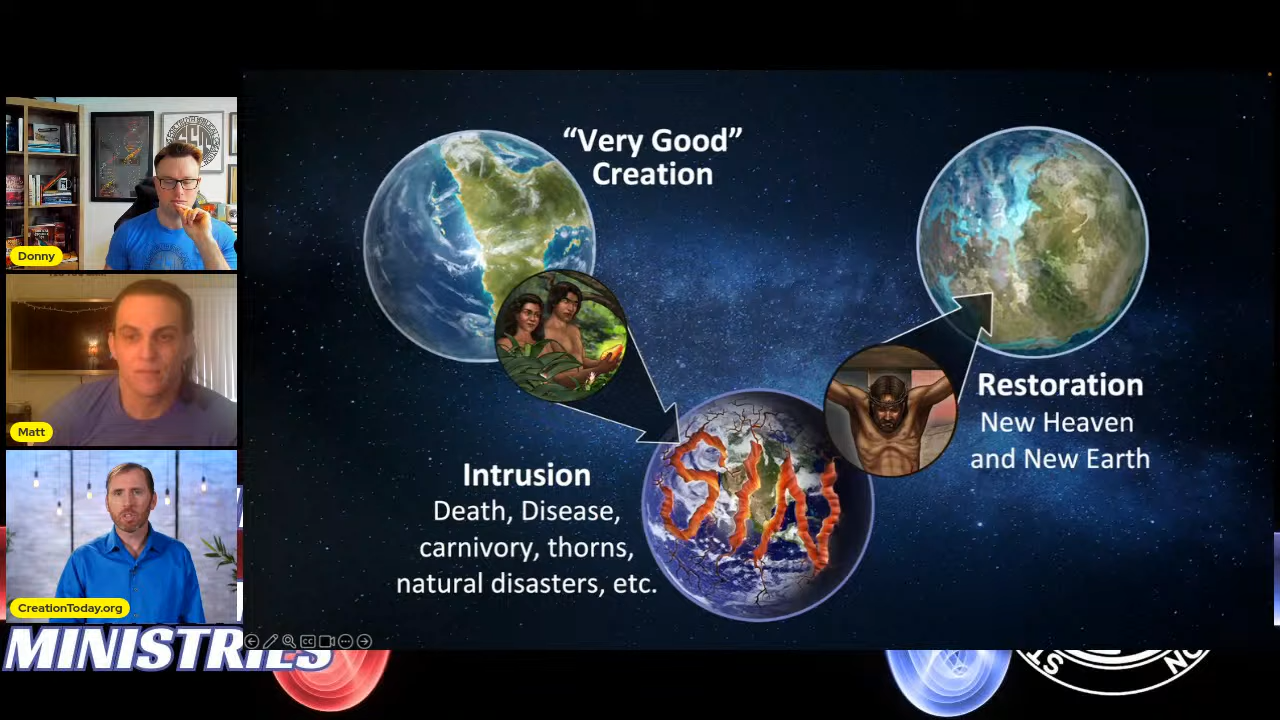 Donny
Matt
CreationToday.org
MINISTRIES
“Very Good”
Creation
Intrusion
Death, Disease,
carnivory, thorns,
natural disasters, etc.
SIN
Restoration
New Heaven
and New Earth